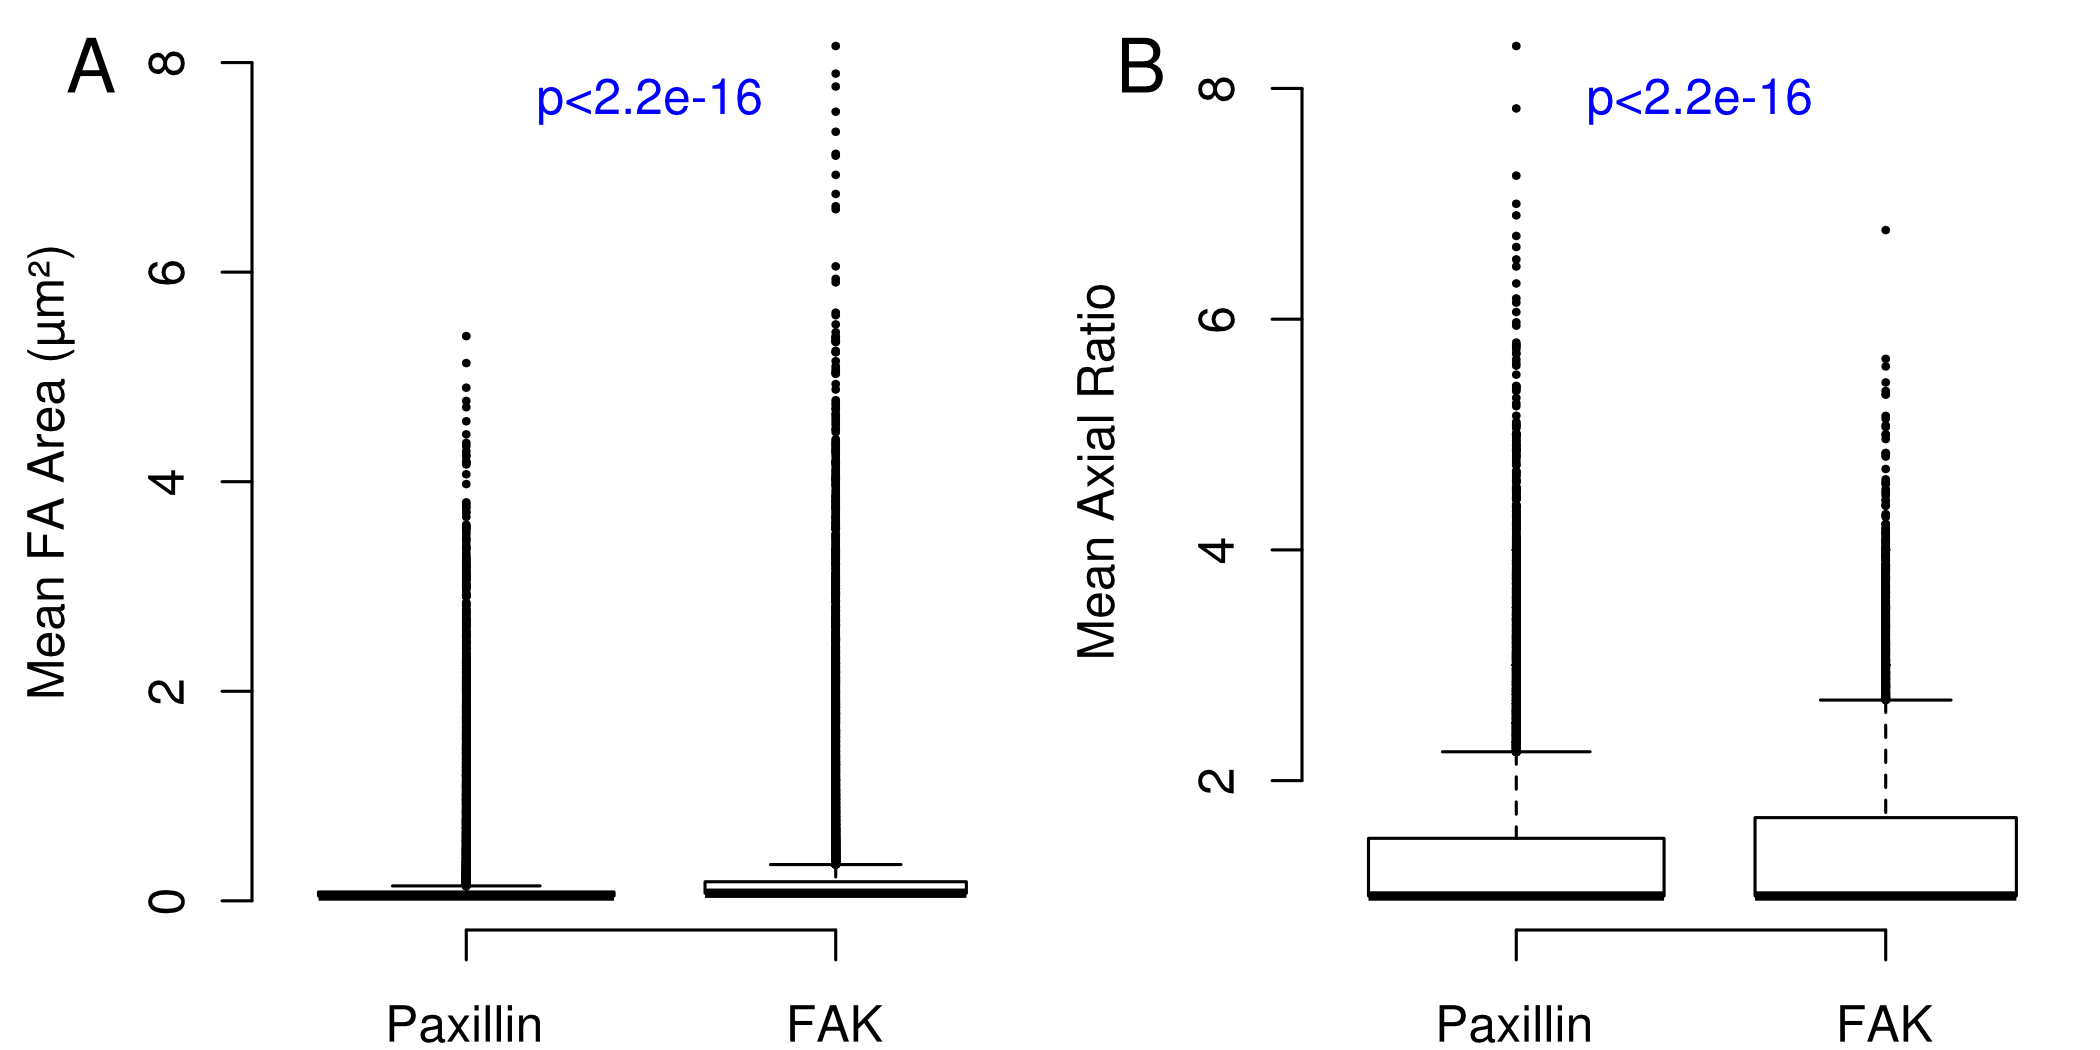 A
p<2.2e-16
Mean FA Area (µm²)
8
6
4
2
0
Paxillin
FAK
B
p<2.2e-16
Mean Axial Ratio
8
6
4
2
Paxillin
FAK